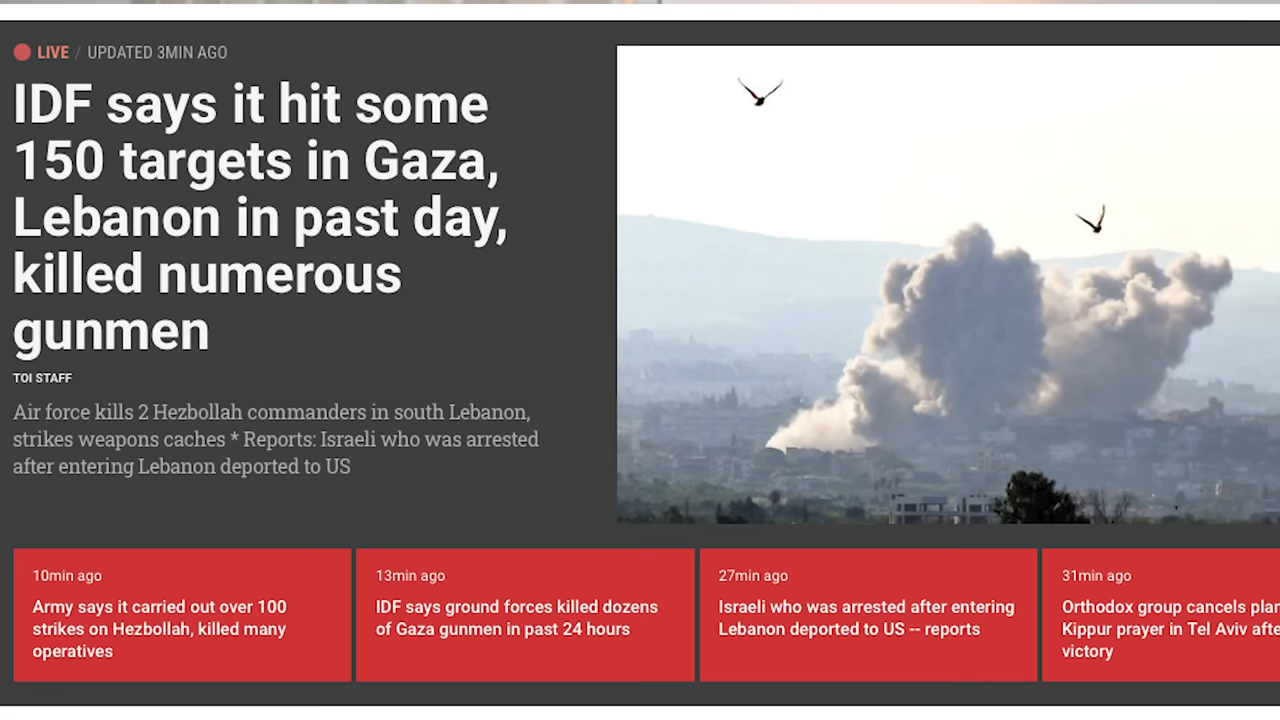 LIVE / UPDATED 3MIN AGO
IDF says it hit some
150 targets in Gaza,
Lebanon in past day,
killed numerous
gunmen
TOI STAFF
Air force kills 2 Hezbollah commanders in south Lebanon,
strikes weapons caches * Reports: Israeli who was arrested
after entering Lebanon deported to US
10min ago
Army says it carried out over 100
strikes on Hezbollah, killed many
operatives
13min ago
IDF says ground forces killed dozens
of Gaza gunmen in past 24 hours
27min ago
Israeli who was arrested after entering
Lebanon deported to US -- reports
31min ago
Orthodox group cancels
Kippur prayer in Tel Aviv
victory